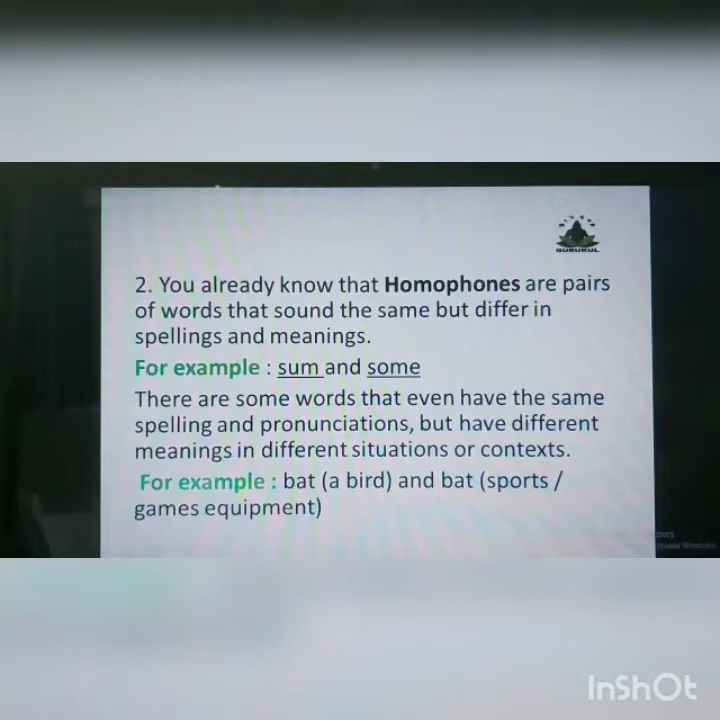 GURUKUL
2. You already know that Homophones are pairs
of words that sound the same but differ in
spellings and meanings.
For example : sum and some
There are some words that even have the same
spelling and pronunciations, but have different
meanings in different situations or contexts.
For example : bat (a bird) and bat (sports /
games equipment)
InShOt